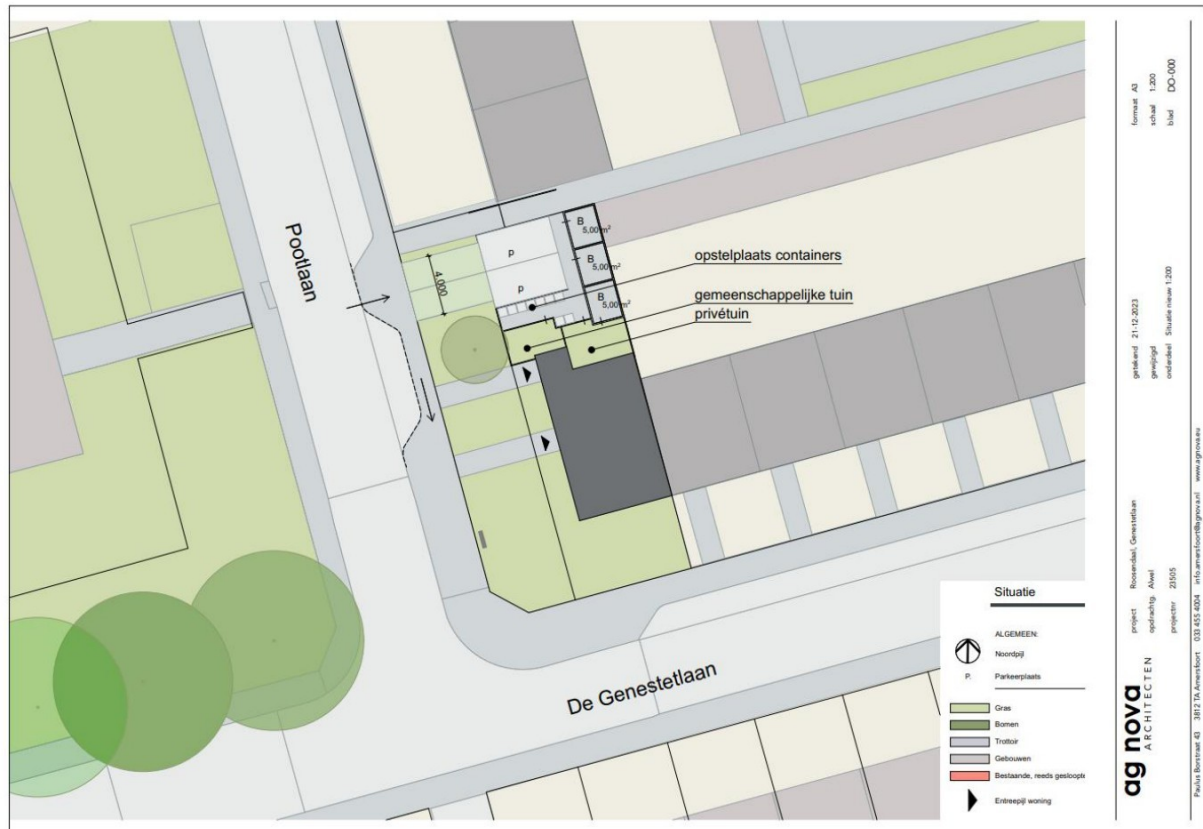 Pootlaan
4.000
P
P
B
5,00 m²
B
5,00 m²
B
5,00 m²
opstelplaats containers
gemeenschappelijke tuin
privétuin
De Genestetlaan
Situatie
ALGEMEEN:
Noordpijl
P. Parkeerplaats
Gras
Bomen
Trottoir
Gebouwen
Bestaande, reeds gesloopte
Entreepijl woning
formaat A3
schaal 1:200
blad DO-000
getekend 21-12-2023
gewijzigd
onderdeel Situatie nieuw 1:200
project Roosendaal, Genestetlaan
opdrachtg. Alwel
projectnr 23505
ag nova
ARCHITECTEN
Paulus Borststraat 43 3812 TA Amersfoort 033 455 4004 info.amersfoort@agnova.nl www.agnova.eu